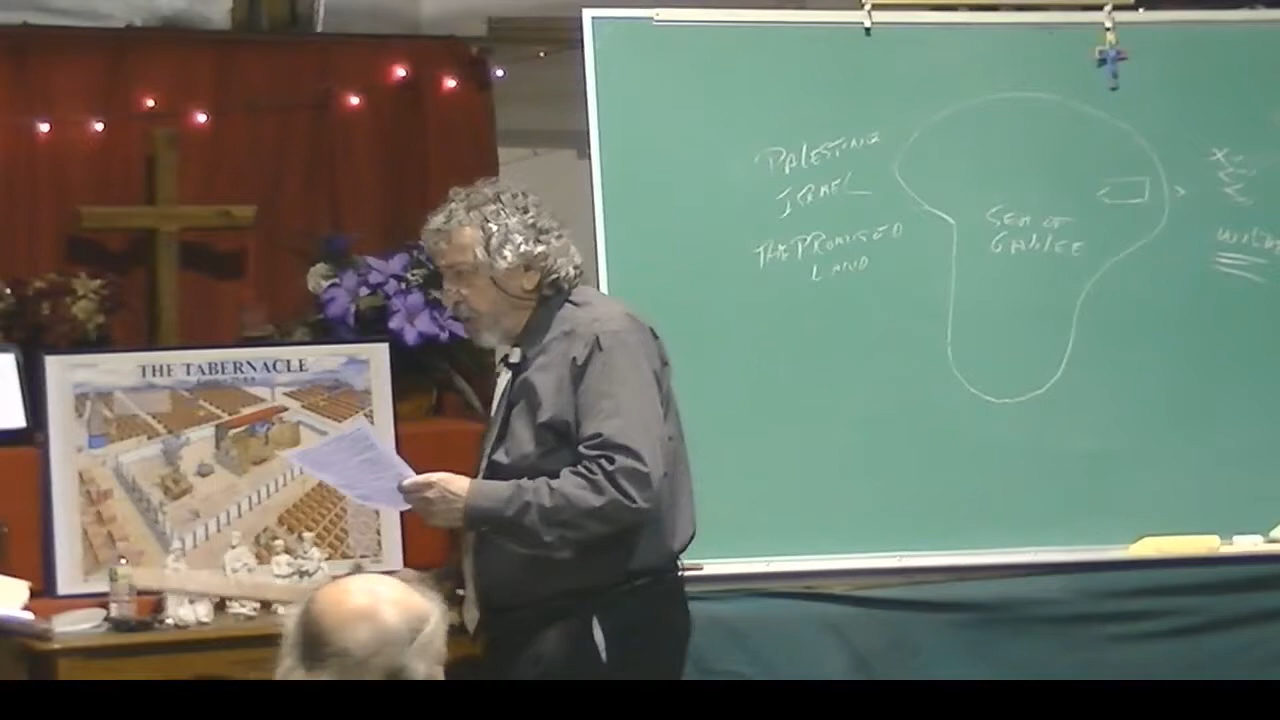 THE TABERNACLE
PALESTINE
ISRAEL
THE PROMISED
LAND
SEA OF
GALILEE